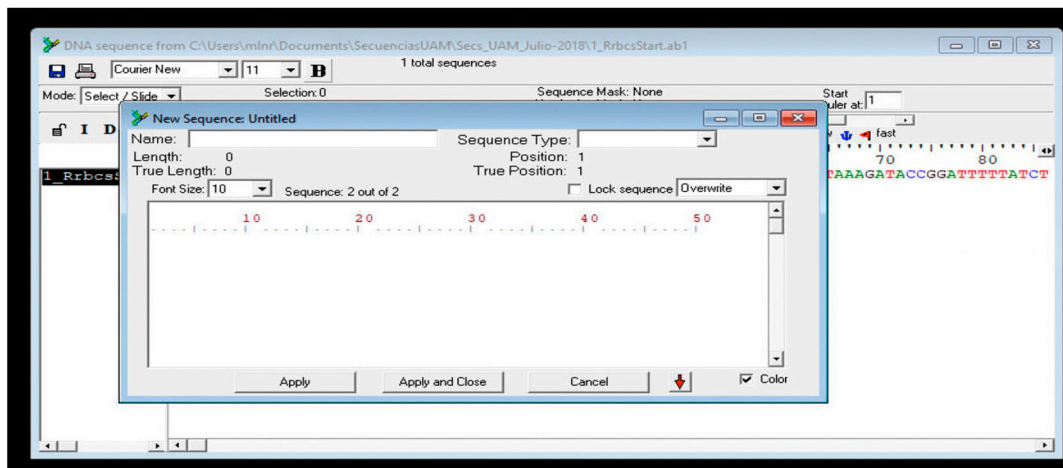 DNA sequence from C:\Users\mlnr\Documents\SecuenciasUAM\Secs_UAM_Julio-2018\1_RrbcsStart.ab1
Courier New 11 B 1 total sequences
Mode: Select / Slide Selection: 0 Sequence Mask: None Start
ruler at: 1
I D fast
70 80
1_Rrbcs
TAAAGATACCGGATTTTTATCT
New Sequence: Untitled
Name: Sequence Type:
Length: 0 Position: 1
True Length: 0 True Position: 1
Font Size: 10 Sequence: 2 out of 2 Lock sequence Overwrite
10 20 30 40 50
Apply Apply and Close Cancel Color